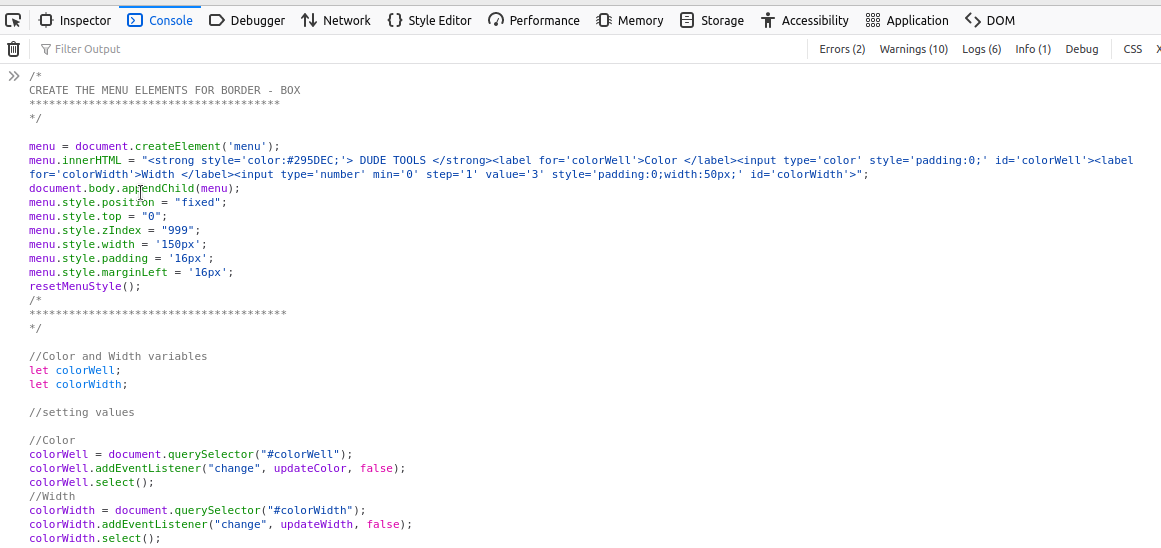 Inspector Console Debugger Network Style Editor Performance Memory Storage Accessibility Application DOM
Filter Output Errors (2) Warnings (10) Logs (6) Info (1) Debug CSS X
/*
CREATE THE MENU ELEMENTS FOR BORDER - BOX
**************************************
*/
menu = document.createElement('menu');
menu.innerHTML = "<strong style='color:#295DEC;'> DUDE TOOLS </strong><label for='colorWell'>Color </label><input type='color' style='padding:0;' id='colorWell'><label
for='colorWidth'>Width </label><input type='number' min='0' step='1' value='3' style='padding:0;width:50px;' id='colorWidth'>";
document.body.appendChild(menu);
menu.style.position = "fixed";
menu.style.top = "0";
menu.style.zIndex = "999";
menu.style.width = '150px';
menu.style.padding = '16px';
menu.style.marginLeft = '16px';
resetMenuStyle();
/*
***************************************
*/
//Color and Width variables
let colorWell;
let colorWidth;
//setting values
//Color
colorWell = document.querySelector("#colorWell");
colorWell.addEventListener("change", updateColor, false);
colorWell.select();
//Width
colorWidth = document.querySelector("#colorWidth");
colorWidth.addEventListener("change", updateWidth, false);
colorWidth.select();